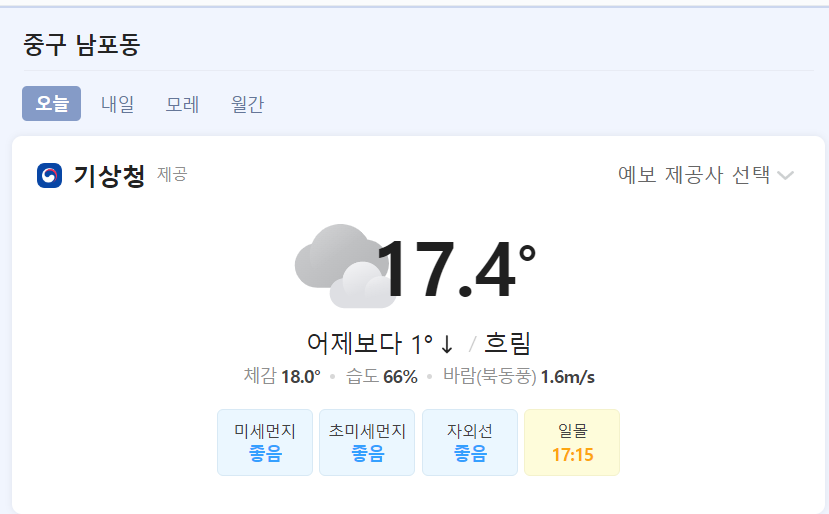 중구 남포동
오늘 내일 모레 월간
기상청 제공 예보 제공사 선택
17.4°
어제보다 1°↓ / 흐림
체감 18.0° • 습도 66% • 바람(북동풍) 1.6m/s
미세먼지 초미세먼지 자외선 일몰
좋음 좋음 좋음 17:15